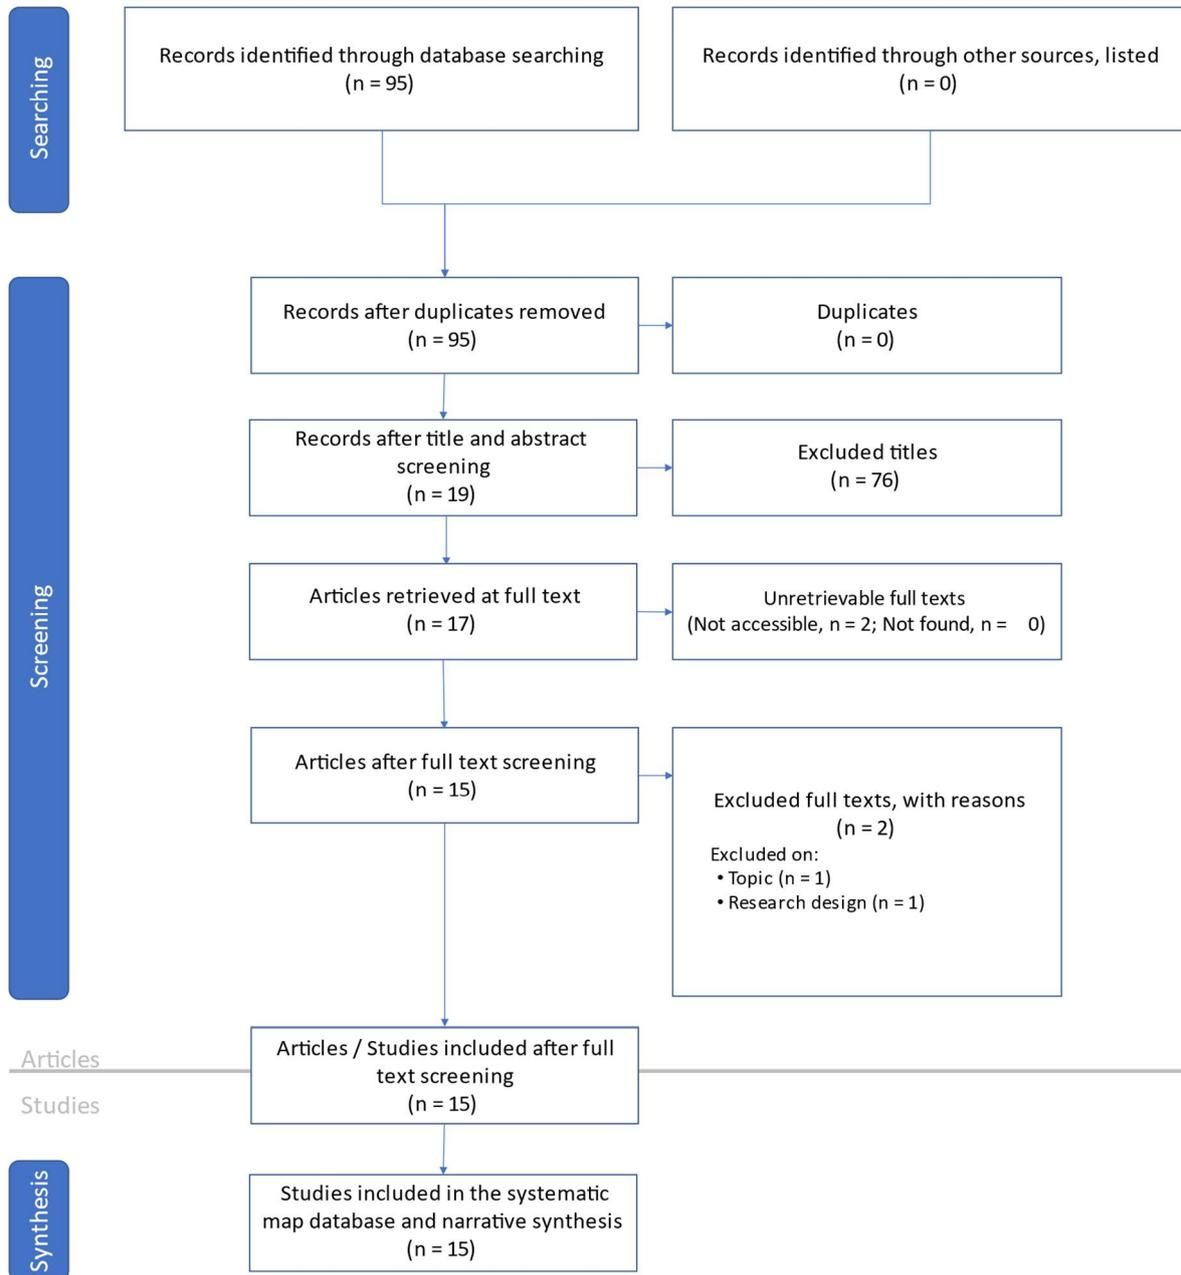 Searching
Records identified through database searching
(n = 95)
Records identified through other sources, listed
(n = 0)
Screening
Records after duplicates removed
(n = 95)
Duplicates
(n = 0)
Records after title and abstract
screening
(n = 19)
Excluded titles
(n = 76)
Articles retrieved at full text
(n = 17)
Unretrievable full texts
(Not accessible, n = 2; Not found, n = 0)
Articles after full text screening
(n = 15)
Excluded full texts, with reasons
(n = 2)
Excluded on:
• Topic (n = 1)
• Research design (n = 1)
Articles
Studies
Articles / Studies included after full
text screening
(n = 15)
Synthesis
Studies included in the systematic
map database and narrative synthesis
(n = 15)